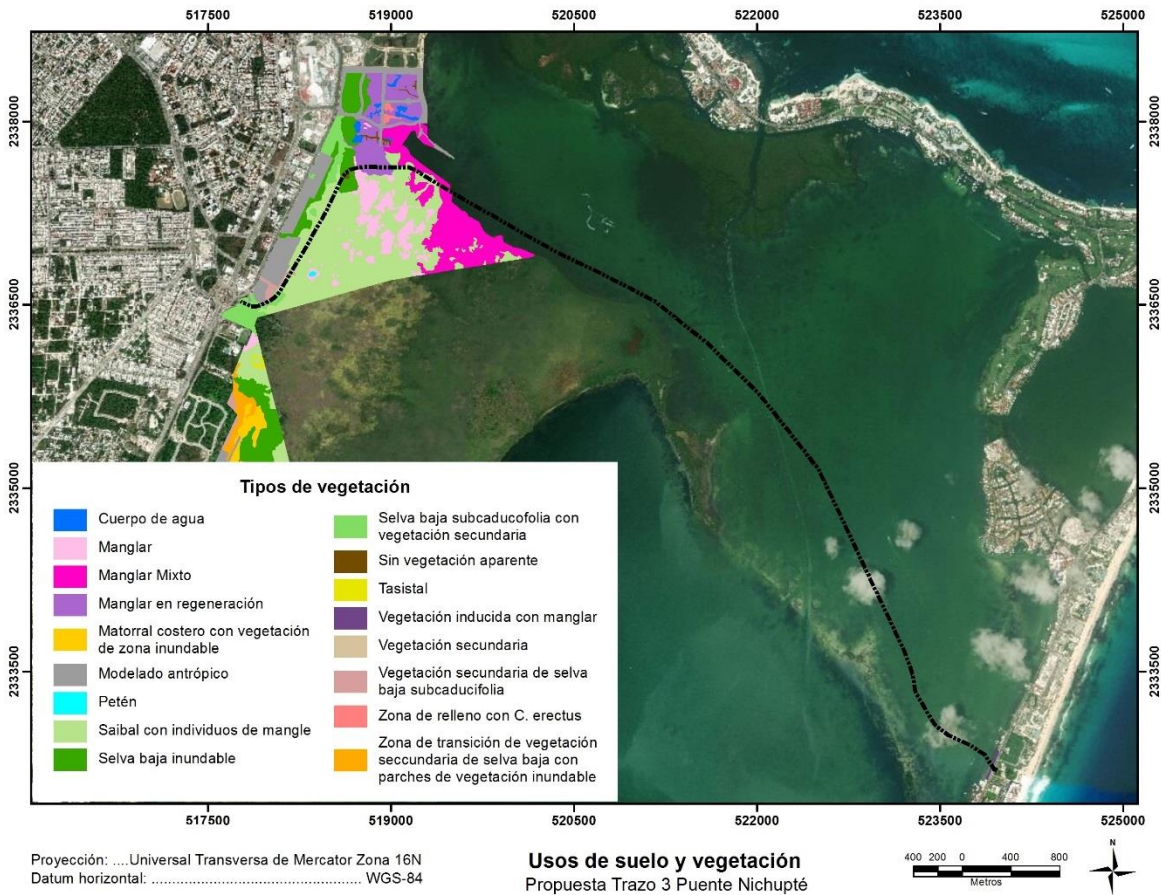 517500 519000 520500 522000 523500 525000
2338000 2338000
2336500 2336500
2335000 2335000
2333500 2333500
Tipos de vegetación
Cuerpo de agua
Manglar
Manglar Mixto
Manglar en regeneración
Matorral costero con vegetación
de zona inundable
Modelado antrópico
Petén
Saibal con individuos de mangle
Selva baja inundable
Selva baja subcaducofolia con
vegetación secundaria
Sin vegetación aparente
Tasistal
Vegetación inducida con manglar
Vegetación secundaria
Vegetación secundaria de selva
baja subcaducifolia
Zona de relleno con C. erectus
Zona de transición de vegetación
seccundaria de selva baja con
parches de vegetación inundable
517500 519000 520500 522000 523500 525000
Proyección: ....Universal Transversa de Mercator Zona 16N
Datum horizontal: .................................................. WGS-84
Usos de suelo y vegetación
Propuesta Trazo 3 Puente Nichupté
400 200 0 400 800
Metros
N